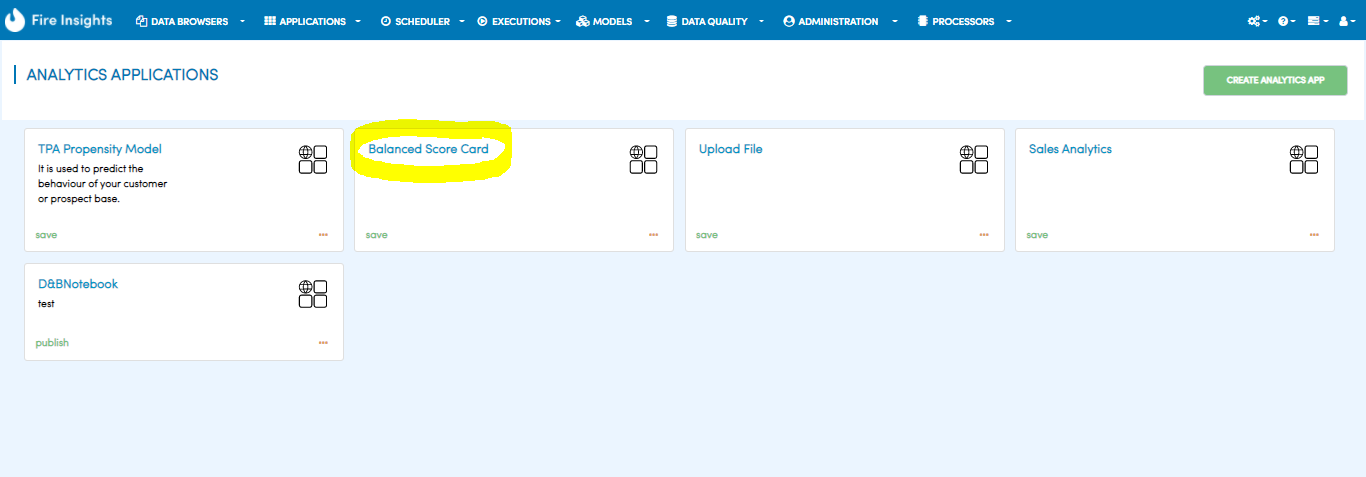 Fire Insights
DATA BROWSERS
APPLICATIONS
SCHEDULER
EXECUTIONS
MODELS
DATA QUALITY
ADMINISTRATION
PROCESSORS
ANALYTICS APPLICATIONS
CREATE ANALYTICS APP
TPA Propensity Model
It is used to predict the
behaviour of your customer
or prospect base.
save
Balanced Score Card
save
Upload File
save
Sales Analytics
save
D&BNotebook
test
publish